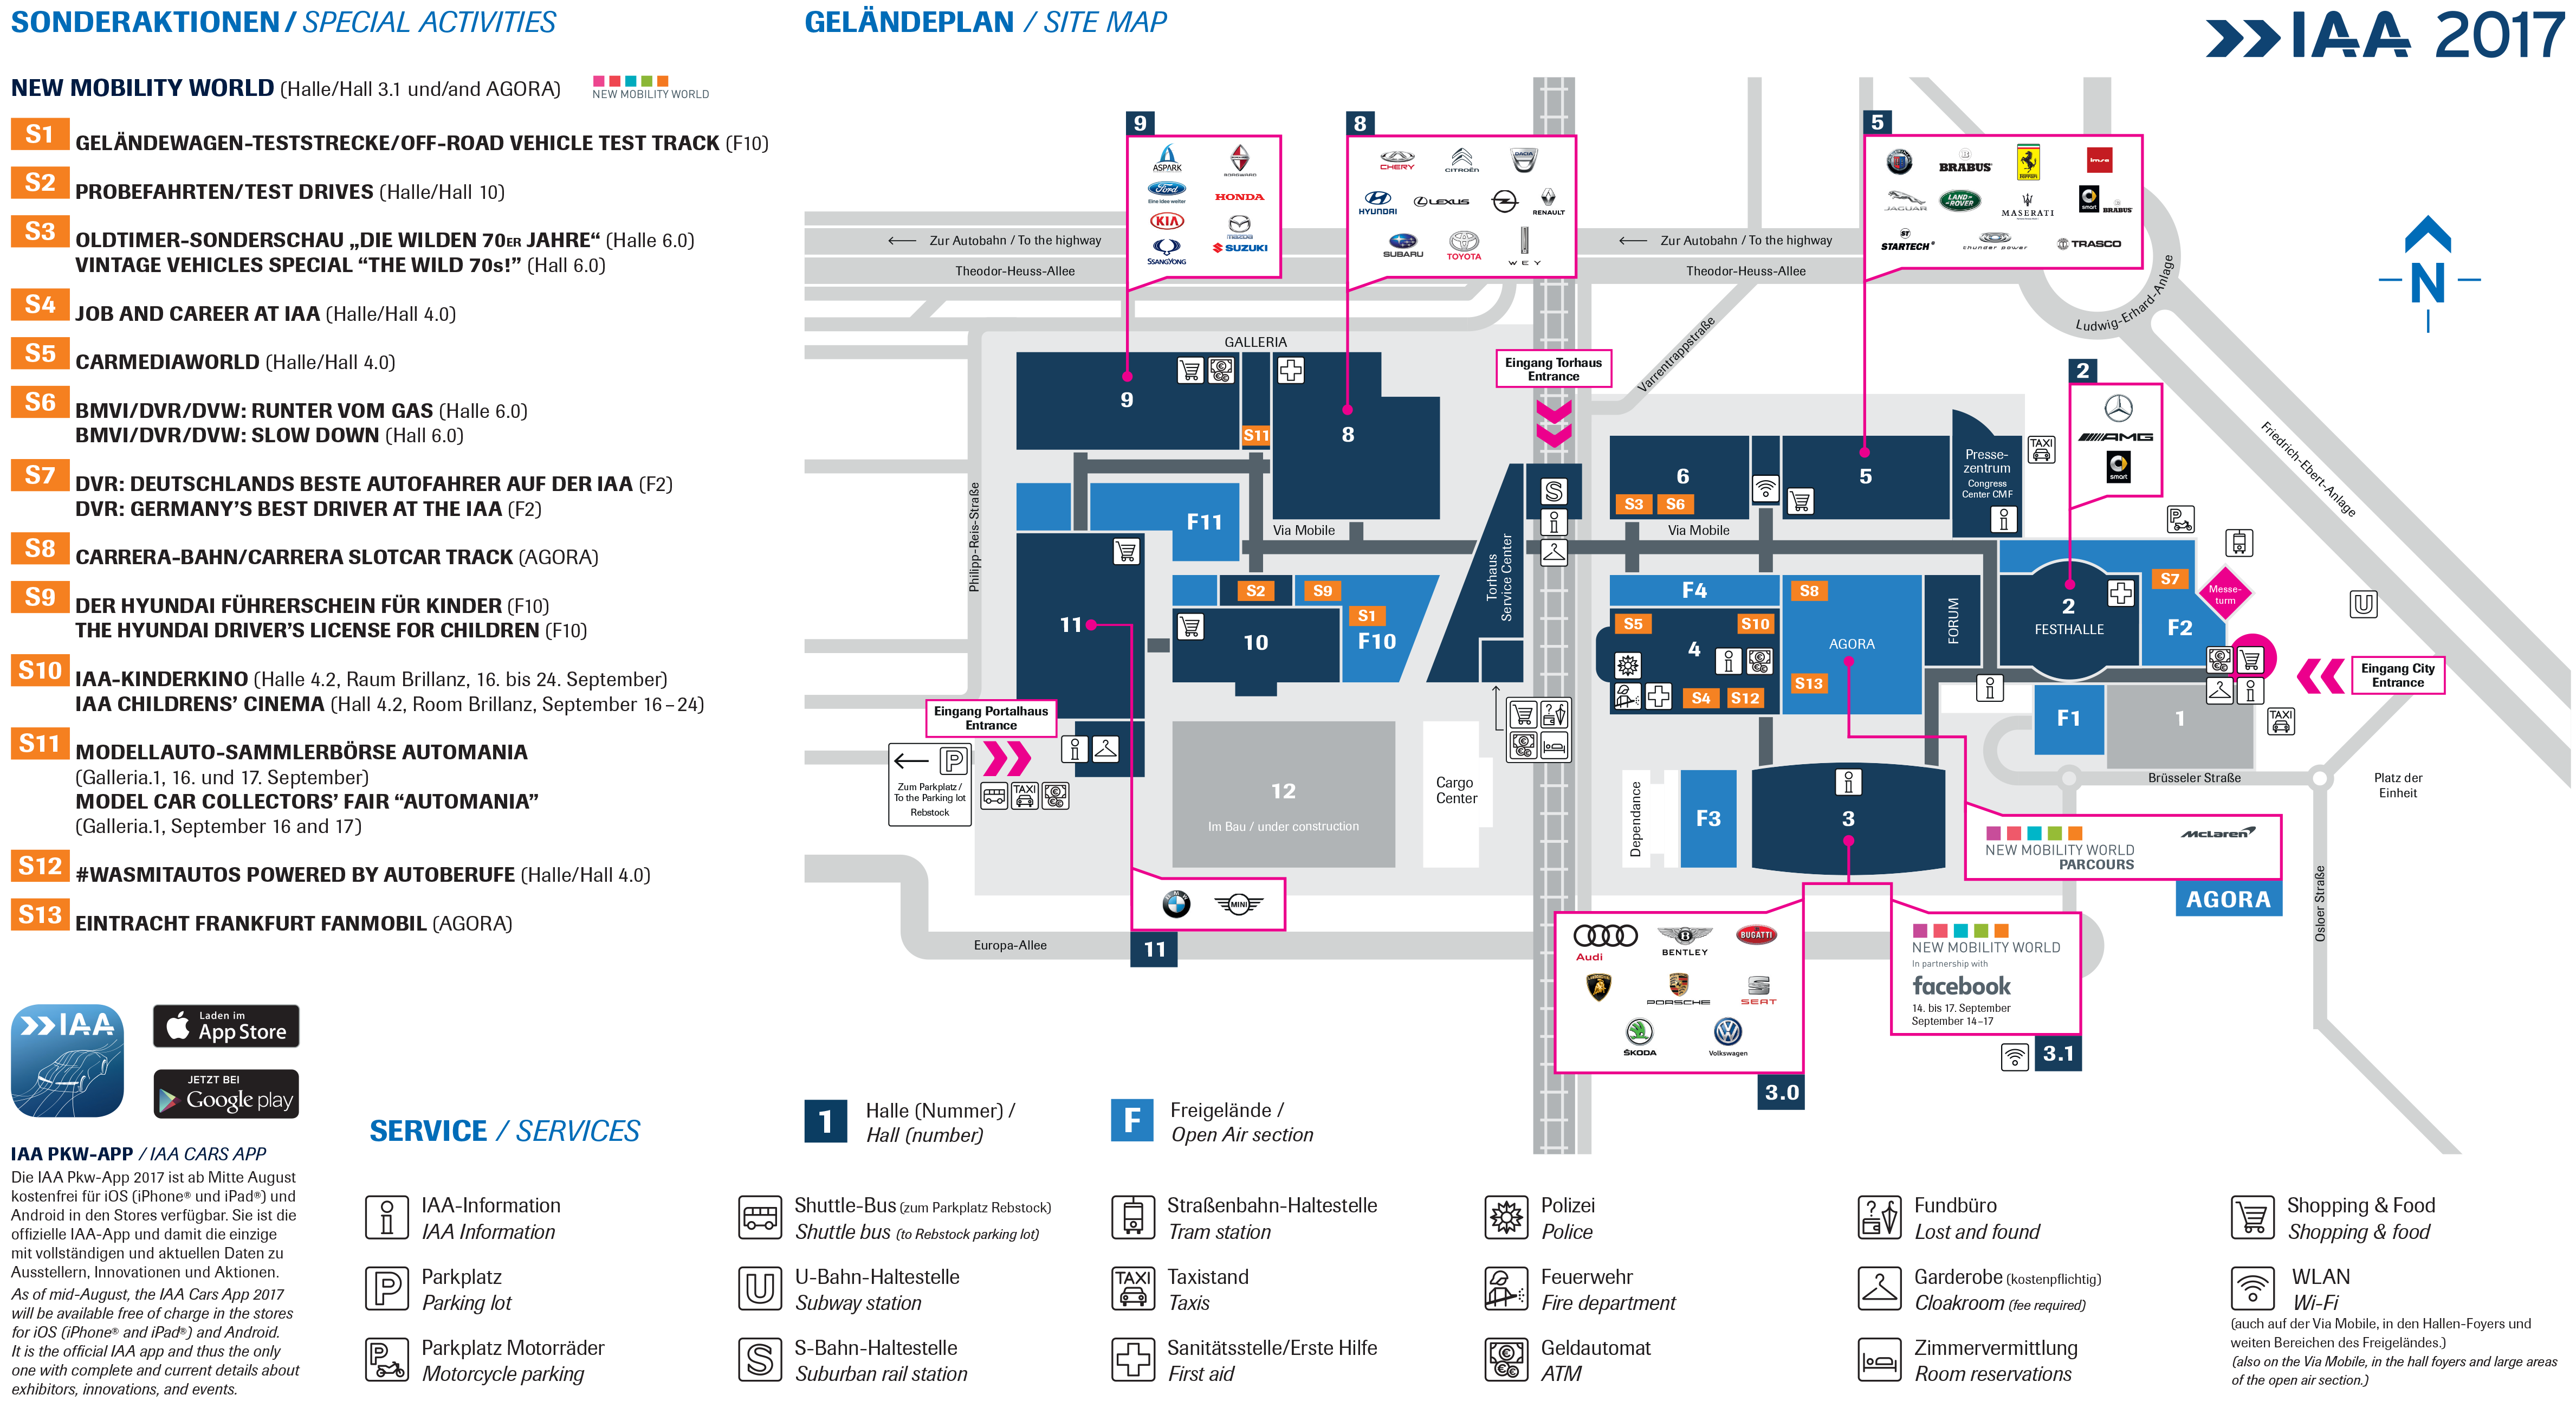 SONDERAKTIONEN / SPECIAL ACTIVITIES
NEW MOBILITY WORLD (Halle/Hall 3.1 und/and AGORA)
NEW MOBILITY WORLD
S1 GELÄNDEWAGEN-TESTSTRECKE/OFF-ROAD VEHICLE TEST TRACK (F10)
S2 PROBEFAHRTEN/TEST DRIVES (Halle/Hall 10)
S3 OLDTIMER-SONDERSCHAU „DIE WILDEN 70ER JAHRE“ (Halle 6.0)
VINTAGE VEHICLES SPECIAL “THE WILD 70s!” (Hall 6.0)
S4 JOB AND CAREER AT IAA (Halle/Hall 4.0)
S5 CARMEDIAWORLD (Halle/Hall 4.0)
S6 BMVI/DVR/DVW: RUNTER VOM GAS (Halle 6.0)
BMVI/DVR/DVW: SLOW DOWN (Hall 6.0)
S7 DVR: DEUTSCHLANDS BESTE AUTOFAHRER AUF DER IAA (F2)
DVR: GERMANY’S BEST DRIVER AT THE IAA (F2)
S8 CARRERA-BAHN/CARRERA SLOTCAR TRACK (AGORA)
S9 DER HYUNDAI FÜHRERSCHEIN FÜR KINDER (F10)
THE HYUNDAI DRIVER’S LICENSE FOR CHILDREN (F10)
S10 IAA-KINDERKINO (Halle 4.2, Raum Brillanz, 16. bis 24. September)
IAA CHILDRENS’ CINEMA (Hall 4.2, Room Brillanz, September 16–24)
S11 MODELLAUTO-SAMMLERBÖRSE AUTOMANIA
(Galleria.1, 16. und 17. September)
MODEL CAR COLLECTORS’ FAIR “AUTOMANIA”
(Galleria.1, September 16 and 17)
S12 #WASMITAUTOS POWERED BY AUTOBERUFE (Halle/Hall 4.0)
S13 EINTRACHT FRANKFURT FANMOBIL (AGORA)
IAA
Laden im
App Store
JETZT BEI
Google play
IAA PKW-APP / IAA CARS APP
Die IAA Pkw-App 2017 ist ab Mitte August
kostenfrei für iOS (iPhone® und iPad®) und
Android in den Stores verfügbar. Sie ist die
offizielle IAA-App und damit die einzige
mit vollständigen und aktuellen Daten zu
Ausstellern, Innovationen und Aktionen.
As of mid-August, the IAA Cars App 2017
will be available free of charge in the stores
for iOS (iPhone® and iPad®) and Android.
It is the official IAA app and thus the only
one with complete and current details about
exhibitors, innovations, and events.
GELÄNDEPLAN / SITE MAP
IAA 2017
9
ASPARK
BORGWARD
Ford
Eine Idee weiter
HONDA
KIA
mazda
SSANGYONG
SUZUKI
8
CHERY
CITROËN
DACIA
HYUNDAI
LEXUS
RENAULT
SUBARU
TOYOTA
WEY
5
BRABUS
Ferrari
imsa
JAGUAR
LAND-ROVER
MASERATI
smart BRABUS
STARTECH®
thunder power
TRASCO
N
Zur Autobahn / To the highway
Zur Autobahn / To the highway
Theodor-Heuss-Allee
Theodor-Heuss-Allee
Ludwig-Erhard-Anlage
Varrentrappstraße
Friedrich-Ebert-Anlage
Philipp-Reis-Straße
GALLERIA
Eingang Torhaus
Entrance
2
AMG
smart
9
S11
8
6
S3
S6
5
Presse-
zentrum
Congress
Center CMF
TAXI
S
P
F11
Via Mobile
Via Mobile
Torhaus
Service Center
11
S2
S9
S1
10
F10
F4
S5
S10
4
S4
S12
S8
AGORA
S13
FORUM
2
FESTHALLE
S7
F2
Messe-
turm
U
Eingang City
Entrance
TAXI
F1
1
Brüsseler Straße
Platz der
Einheit
Osloer Straße
Eingang Portalhaus
Entrance
P
Zum Parkplatz /
To the Parking lot
Rebstock
TAXI
12
Im Bau / under construction
Cargo
Center
Dependance
F3
3
NEW MOBILITY WORLD
PARCOURS
McLaren
AGORA
BMW
MINI
11
Europa-Allee
Audi
BENTLEY
BUGATTI
PORSCHE
SEAT
ŠKODA
Volkswagen
3.0
NEW MOBILITY WORLD
In partnership with
facebook
14. bis 17. September
September 14–17
3.1
1 Halle (Nummer) /
Hall (number)
F Freigelände /
Open Air section
SERVICE / SERVICES
IAA-Information
IAA Information
P Parkplatz
Parking lot
P Parkplatz Motorräder
Motorcycle parking
Shuttle-Bus (zum Parkplatz Rebstock)
Shuttle bus (to Rebstock parking lot)
U U-Bahn-Haltestelle
Subway station
S S-Bahn-Haltestelle
Suburban rail station
Straßenbahn-Haltestelle
Tram station
TAXI Taxistand
Taxis
Sanitätsstelle/Erste Hilfe
First aid
Polizei
Police
Feuerwehr
Fire department
Geldautomat
ATM
Fundbüro
Lost and found
Garderobe (kostenpflichtig)
Cloakroom (fee required)
Zimmervermittlung
Room reservations
Shopping & Food
Shopping & food
WLAN
Wi-Fi
(auch auf der Via Mobile, in den Hallen-Foyers und
weiten Bereichen des Freigeländes.)
(also on the Via Mobile, in the hall foyers and large areas
of the open air section.)